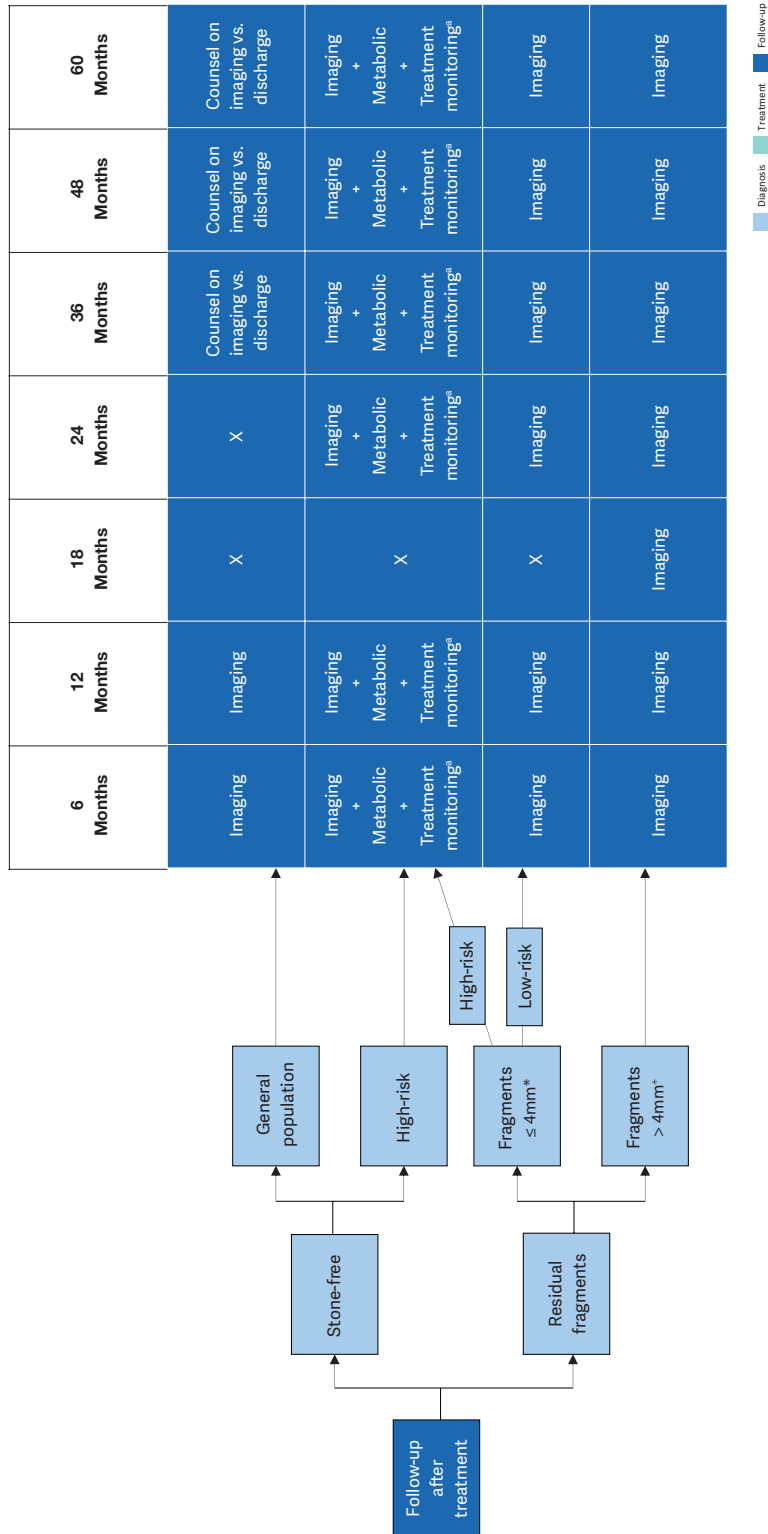 6
Months
12
Months
18
Months
24
Months
36
Months
48
Months
60
Months
Follow-up
after
treatment
Stone-free
General
population
Imaging
Imaging
X
X
Counsel on
imaging vs.
discharge
Counsel on
imaging vs.
discharge
Counsel on
imaging vs.
discharge
High-risk
Imaging
+
Metabolic
+
Treatment
monitoringᵃ
Imaging
+
Metabolic
+
Treatment
monitoringᵃ
X
Imaging
+
Metabolic
+
Treatment
monitoringᵃ
Imaging
+
Metabolic
+
Treatment
monitoringᵃ
Imaging
+
Metabolic
+
Treatment
monitoringᵃ
Imaging
+
Metabolic
+
Treatment
monitoringᵃ
Residual
fragments
Fragments
≤ 4mm*
High-risk
Low-risk
Imaging
Imaging
X
Imaging
Imaging
Imaging
Imaging
Fragments
> 4mm⁺
Imaging
Imaging
Imaging
Imaging
Imaging
Imaging
Imaging
Diagnosis
Treatment
Follow-up